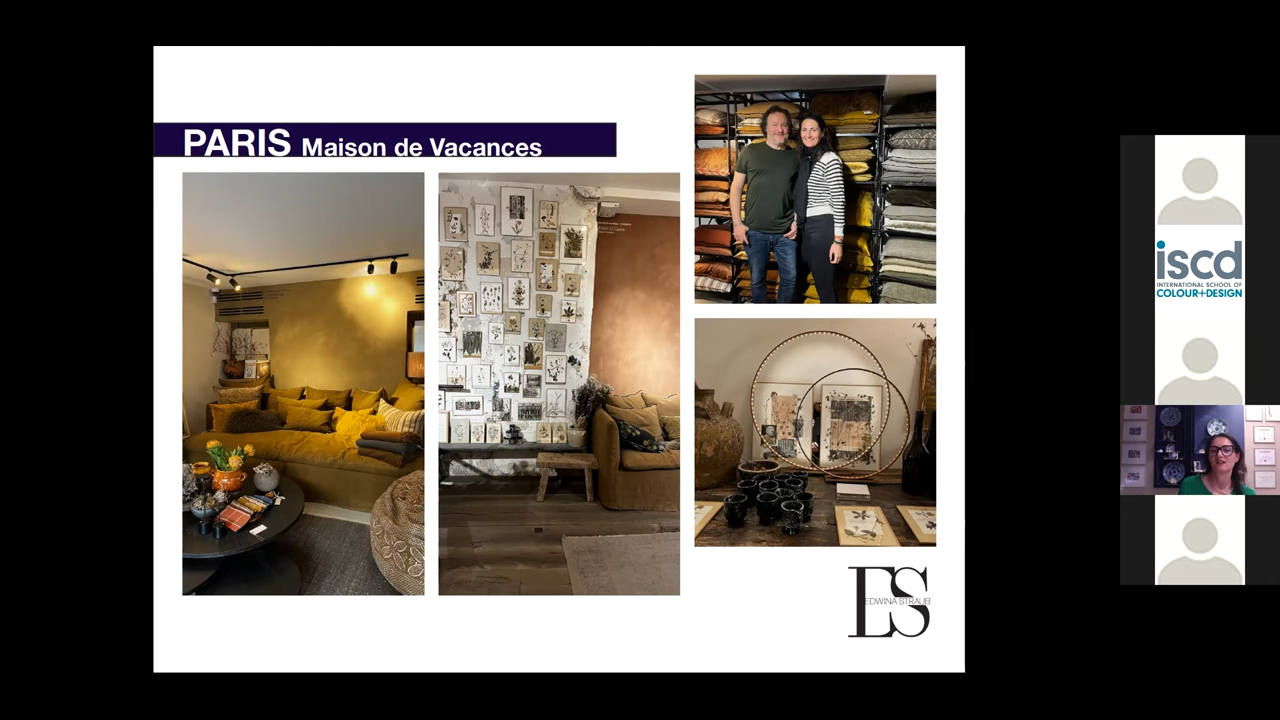 PARIS Maison de Vacances
ES
EDWINA STRAUB
iscd
INTERNATIONAL SCHOOL OF
COLOUR+DESIGN